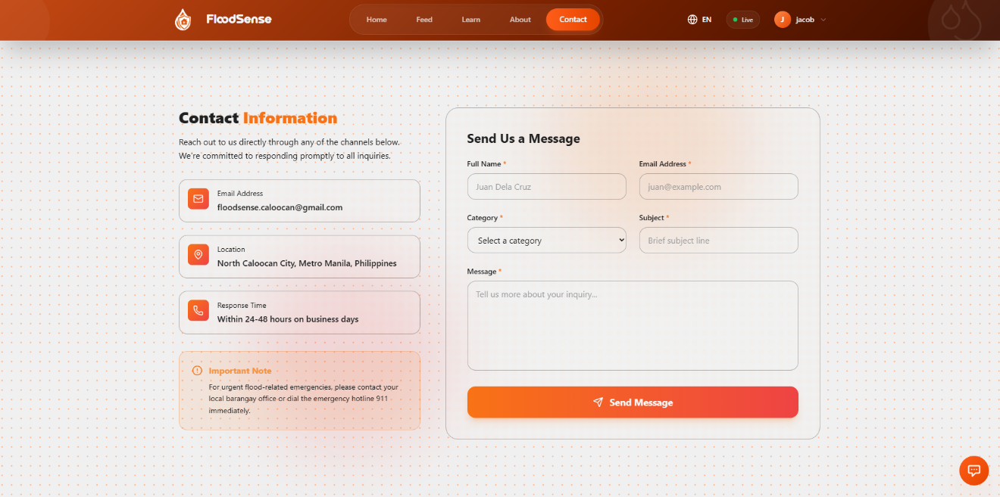 FloodSense
Home
Feed
Learn
About
Contact
EN
Live
J
jacob
Contact Information
Reach out to us directly through any of the channels below.
We're committed to responding promptly to all inquiries.
Email Address
floodsense.caloocan@gmail.com
Location
North Caloocan City, Metro Manila, Philippines
Response Time
Within 24-48 hours on business days
Important Note
For urgent flood-related emergencies, please contact your
local barangay office or dial the emergency hotline 911
immediately.
Send Us a Message
Full Name *
Juan Dela Cruz
Email Address *
juan@example.com
Category *
Select a category
Subject *
Brief subject line
Message *
Tell us more about your inquiry...
Send Message